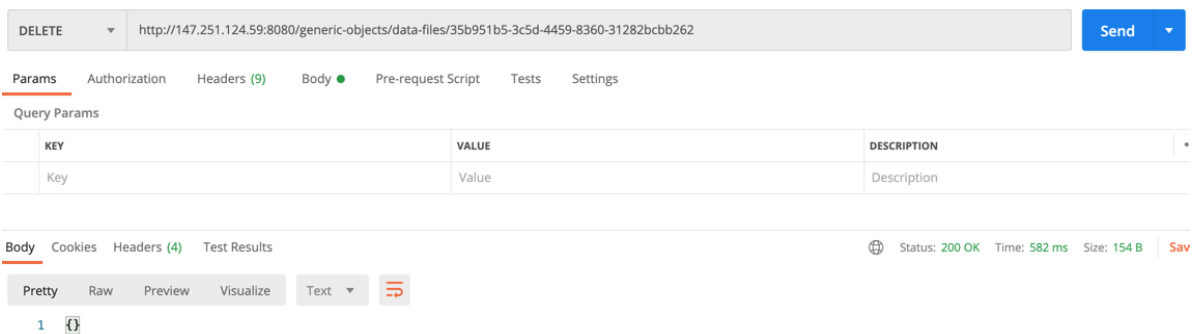 DELETE http://147.251.124.59:8080/generic-objects/data-files/35b951b5-3c5d-4459-8360-31282bcbb262 Send
Params Authorization Headers (9) Body Pre-request Script Tests Settings
Query Params
KEY VALUE DESCRIPTION
Key Value Description
Body Cookies Headers (4) Test Results Status: 200 OK Time: 582 ms Size: 154 B Sav
Pretty Raw Preview Visualize Text
1 {}